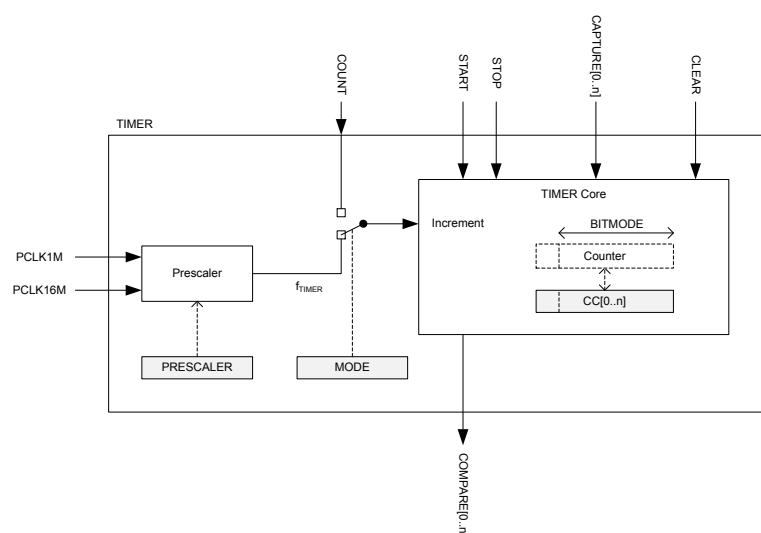 COUNT
START
STOP
CAPTURE[0..n]
CLEAR
TIMER
TIMER Core
Increment
BITMODE
Counter
CC[0..n]
PCLK1M
PCLK16M
Prescaler
fTIMER
PRESCALER
MODE
COMPARE[0..n